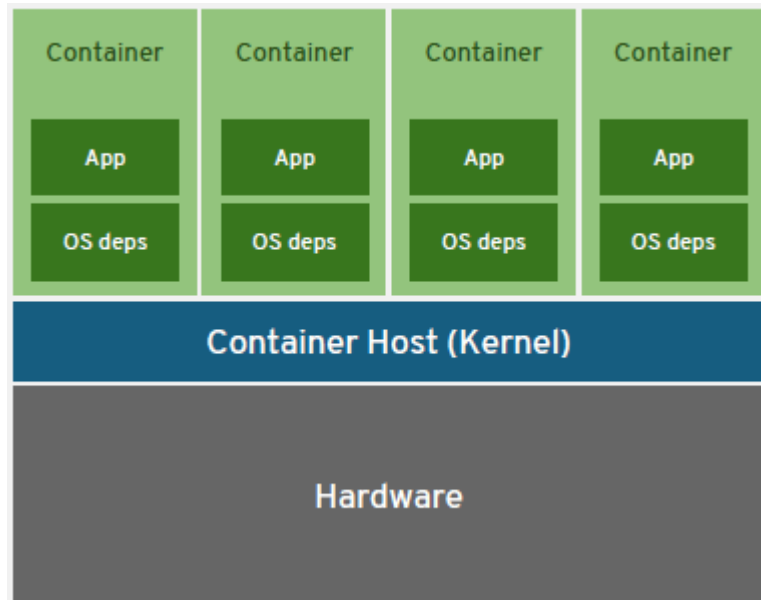 Container Container Container Container
App App App App
OS deps OS deps OS deps OS deps
Container Host (Kernel)
Hardware